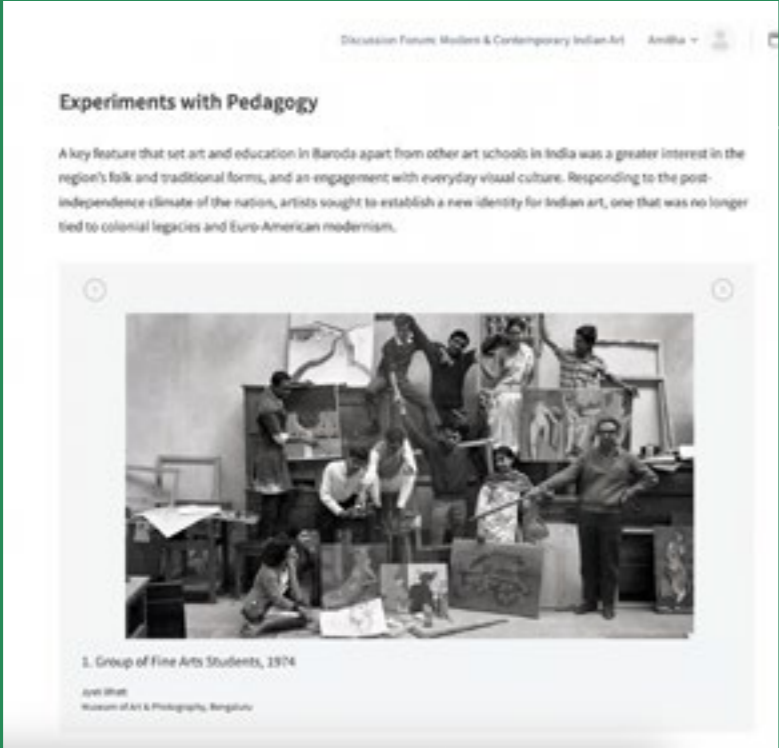 Discussion Forum: Modern & Contemporary Indian Art Amitha
Experiments with Pedagogy
A key feature that set art and education in Baroda apart from other art schools in India was a greater interest in the
region's folk and traditional forms, and an engagement with everyday visual culture. Responding to the post-
independence climate of the nation, artists sought to establish a new identity for Indian art, one that was no longer
tied to colonial legacies and Euro-American modernism.
1. Group of Fine Arts Students, 1974
Jyoti Bhatt
Museum of Art & Photography, Bengaluru